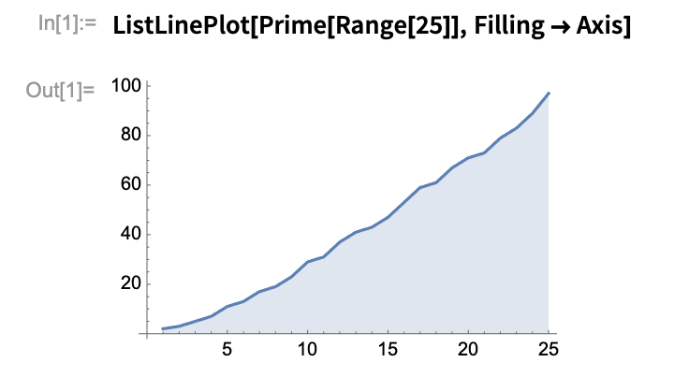 In[1]:= ListLinePlot[Prime[Range[25]], Filling → Axis]
Out[1]=
100
80
60
40
20
5 10 15 20 25